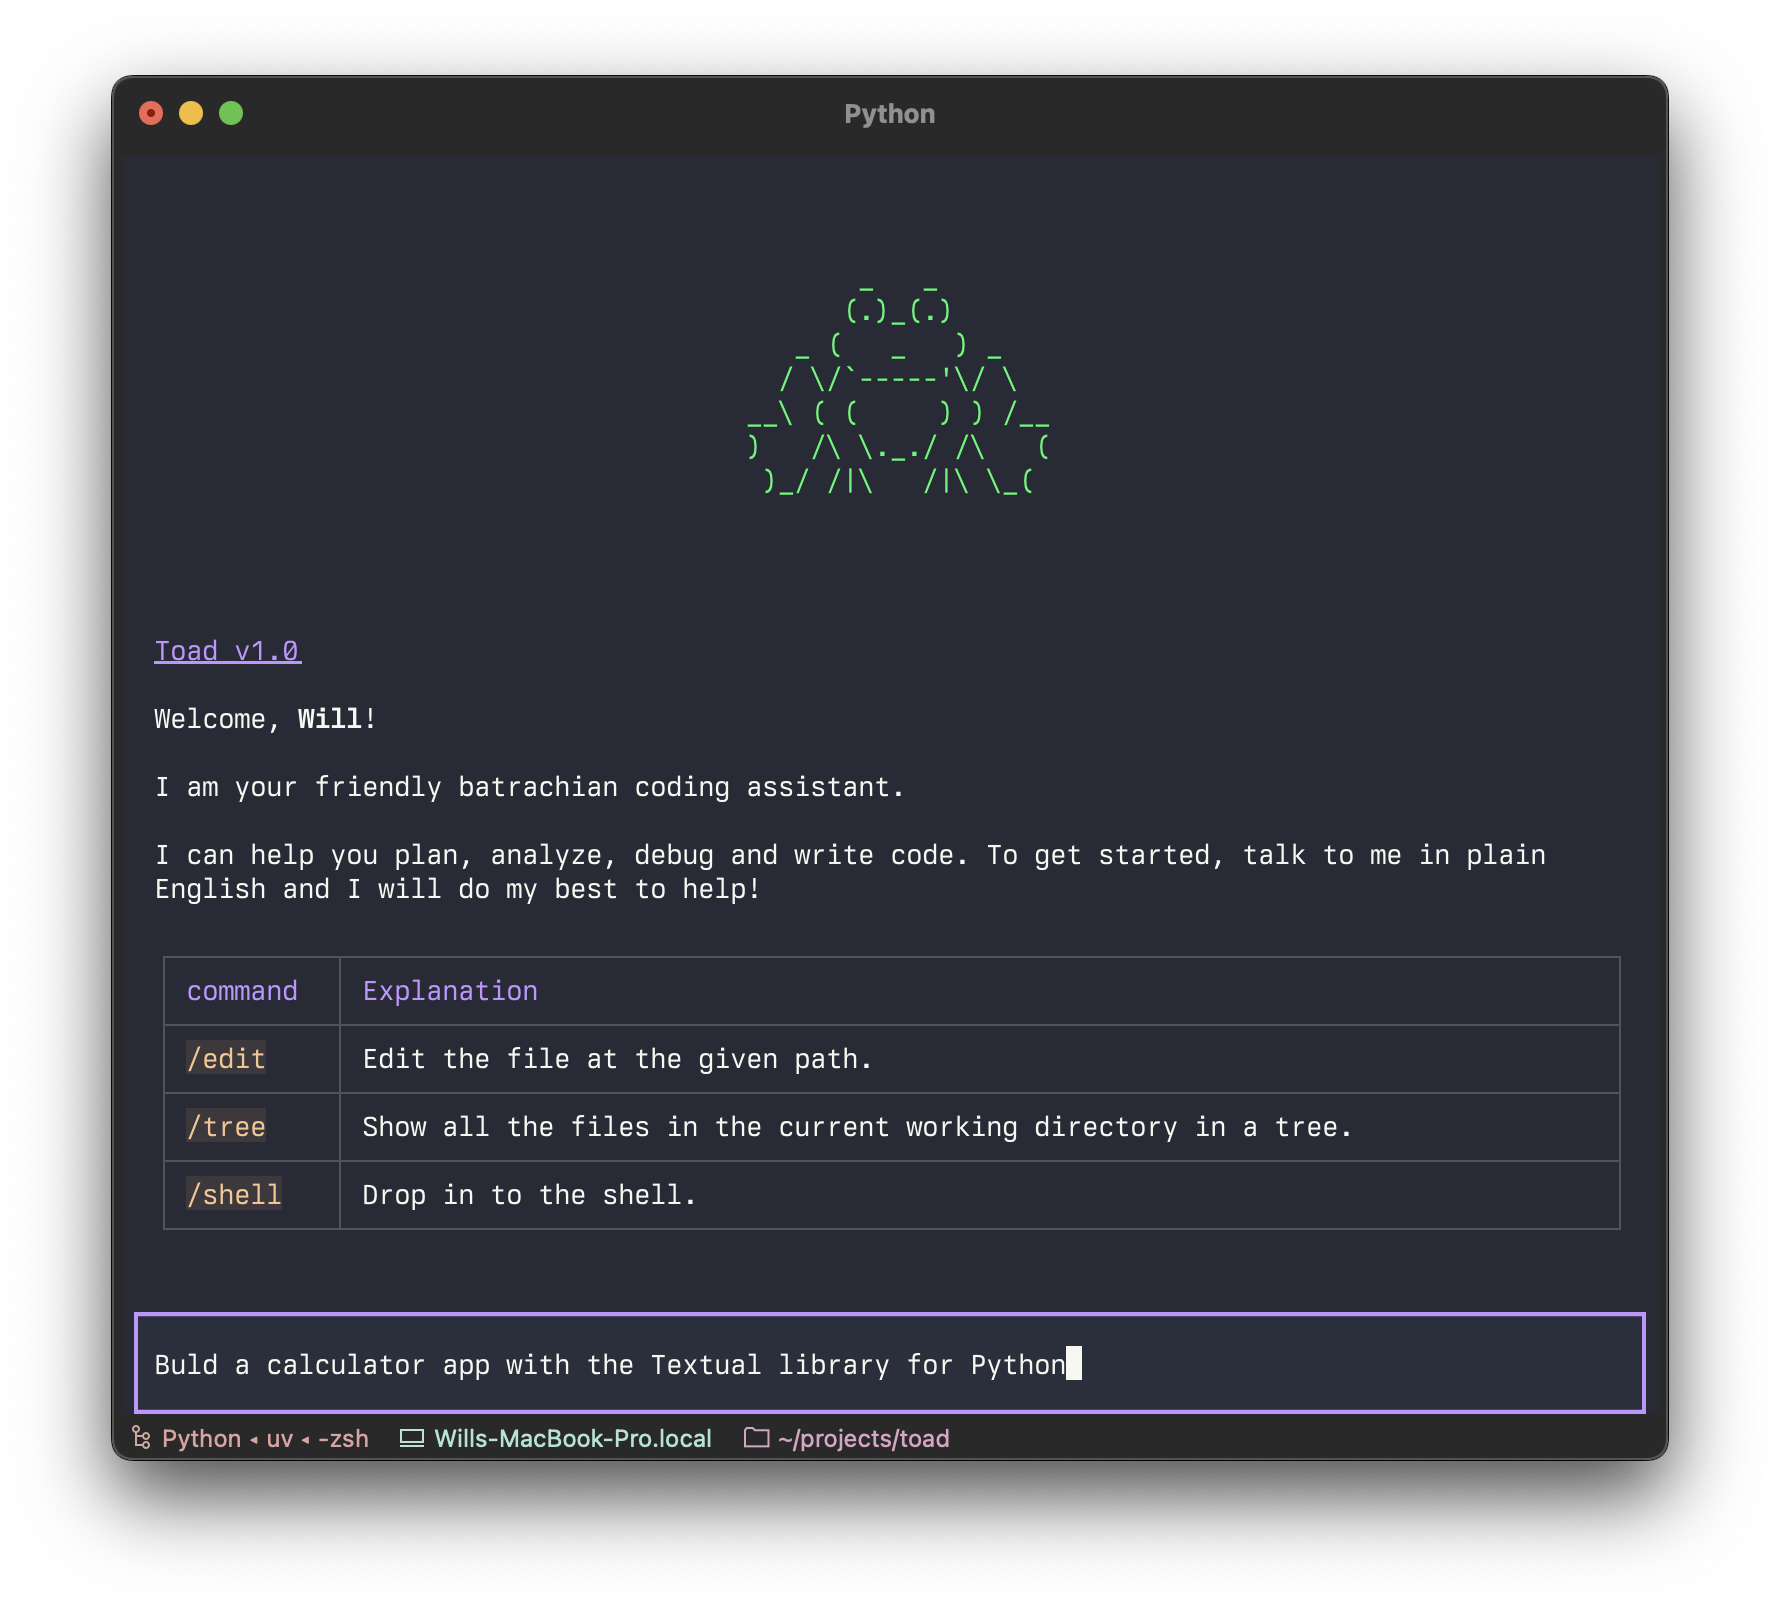 Python
   _   _
  (.)_(.)
_ (   _   ) _
/ \/`-----'\/ \
__\ ( (     ) ) /__
)   /\ \._./ /\   (
)_/ /|\   /|\ \_(
Toad v1.0
Welcome, Will!
I am your friendly batrachian coding assistant.
I can help you plan, analyze, debug and write code. To get started, talk to me in plain
English and I will do my best to help!
command Explanation
/edit Edit the file at the given path.
/tree Show all the files in the current working directory in a tree.
/shell Drop in to the shell.
Buld a calculator app with the Textual library for Python
Python ◂ uv ◂ -zsh Wills-MacBook-Pro.local ~/projects/toad